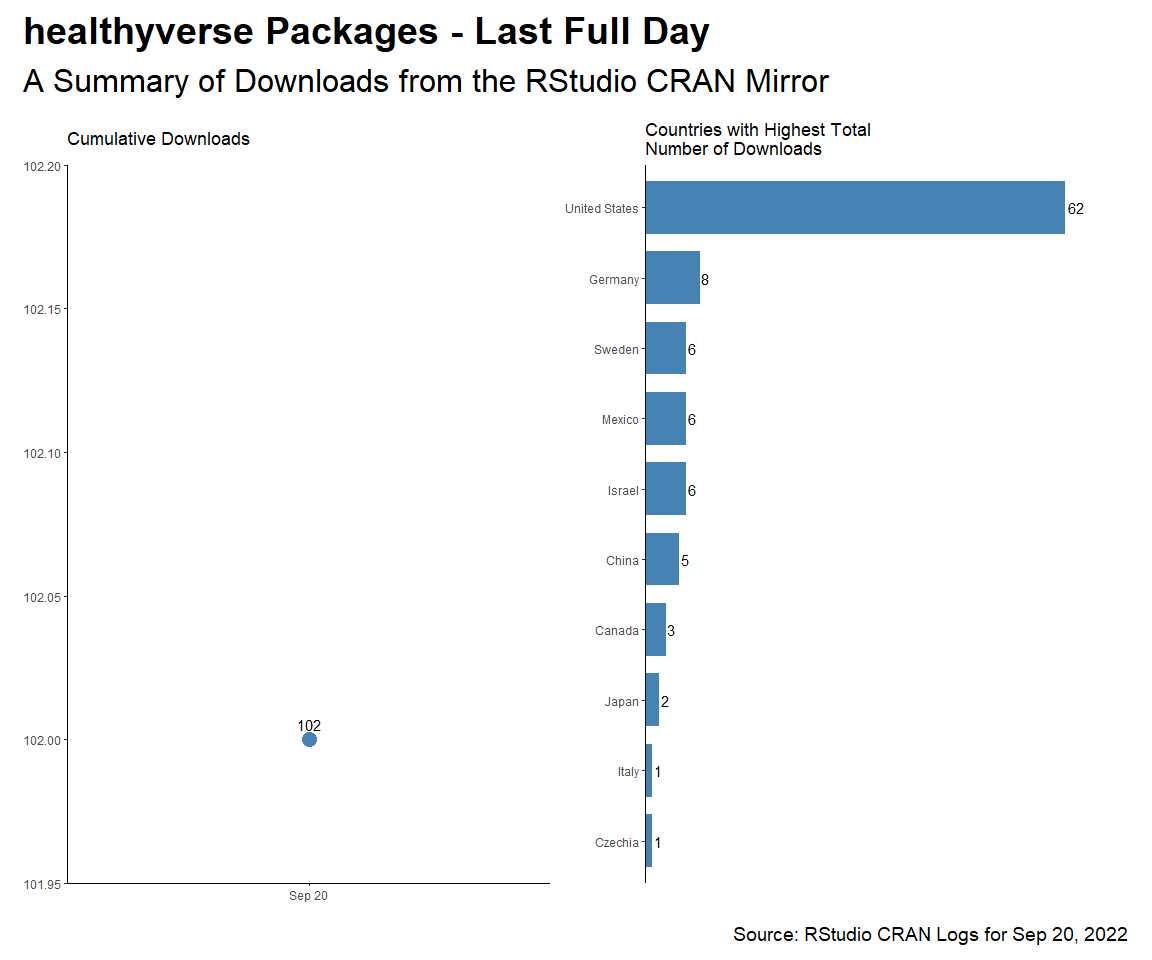 healthyverse Packages - Last Full Day
A Summary of Downloads from the RStudio CRAN Mirror
Cumulative Downloads
102.20
102.15
102.10
102.05
102.00
101.95
102
Sep 20
Countries with Highest Total
Number of Downloads
United States 62
Germany 8
Sweden 6
Mexico 6
Israel 6
China 5
Canada 3
Japan 2
Italy 1
Czechia 1
Source: RStudio CRAN Logs for Sep 20, 2022